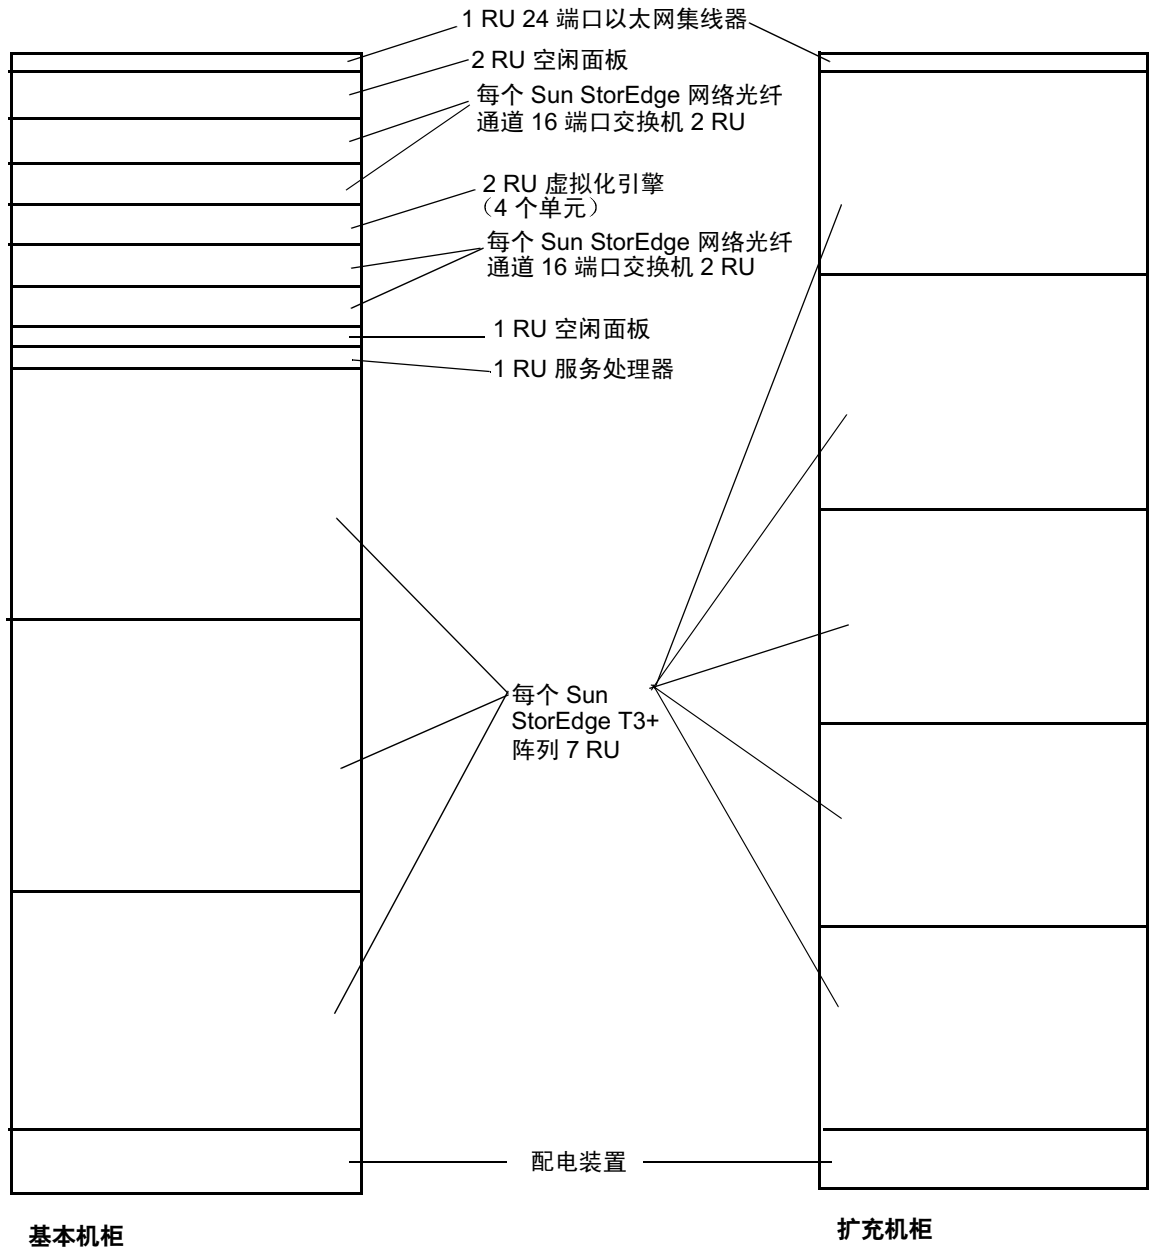 1 RU 24 端口以太网集线器
2 RU 空闲面板
每个 Sun StorEdge 网络光纤
通道 16 端口交换机 2 RU
2 RU 虚拟化引擎
（4 个单元）
每个 Sun StorEdge 网络光纤
通道 16 端口交换机 2 RU
1 RU 空闲面板
1 RU 服务处理器
每个 Sun
StorEdge T3+
阵列 7 RU
配电装置
基本机柜
扩充机柜